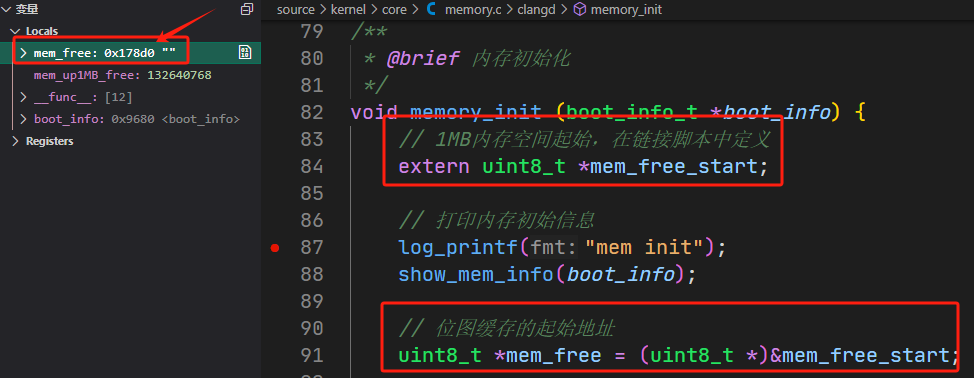 变量
Locals
mem_free: 0x178d0 ""
mem_up1MB_free: 132640768
__func__: [12]
boot_info: 0x9680 <boot_info>
Registers
source > kernel > core > C memory.c > clangd > memory_init
79 /**
80 * @brief 内存初始化
81 */
82 void memory_init (boot_info_t *boot_info) {
83 // 1MB内存空间起始，在链接脚本中定义
84 extern uint8_t *mem_free_start;
85
86 // 打印内存初始信息
87 log_printf(fmt:"mem init");
88 show_mem_info(boot_info);
89
90 // 位图缓存的起始地址
91 uint8_t *mem_free = (uint8_t *)&mem_free_start;